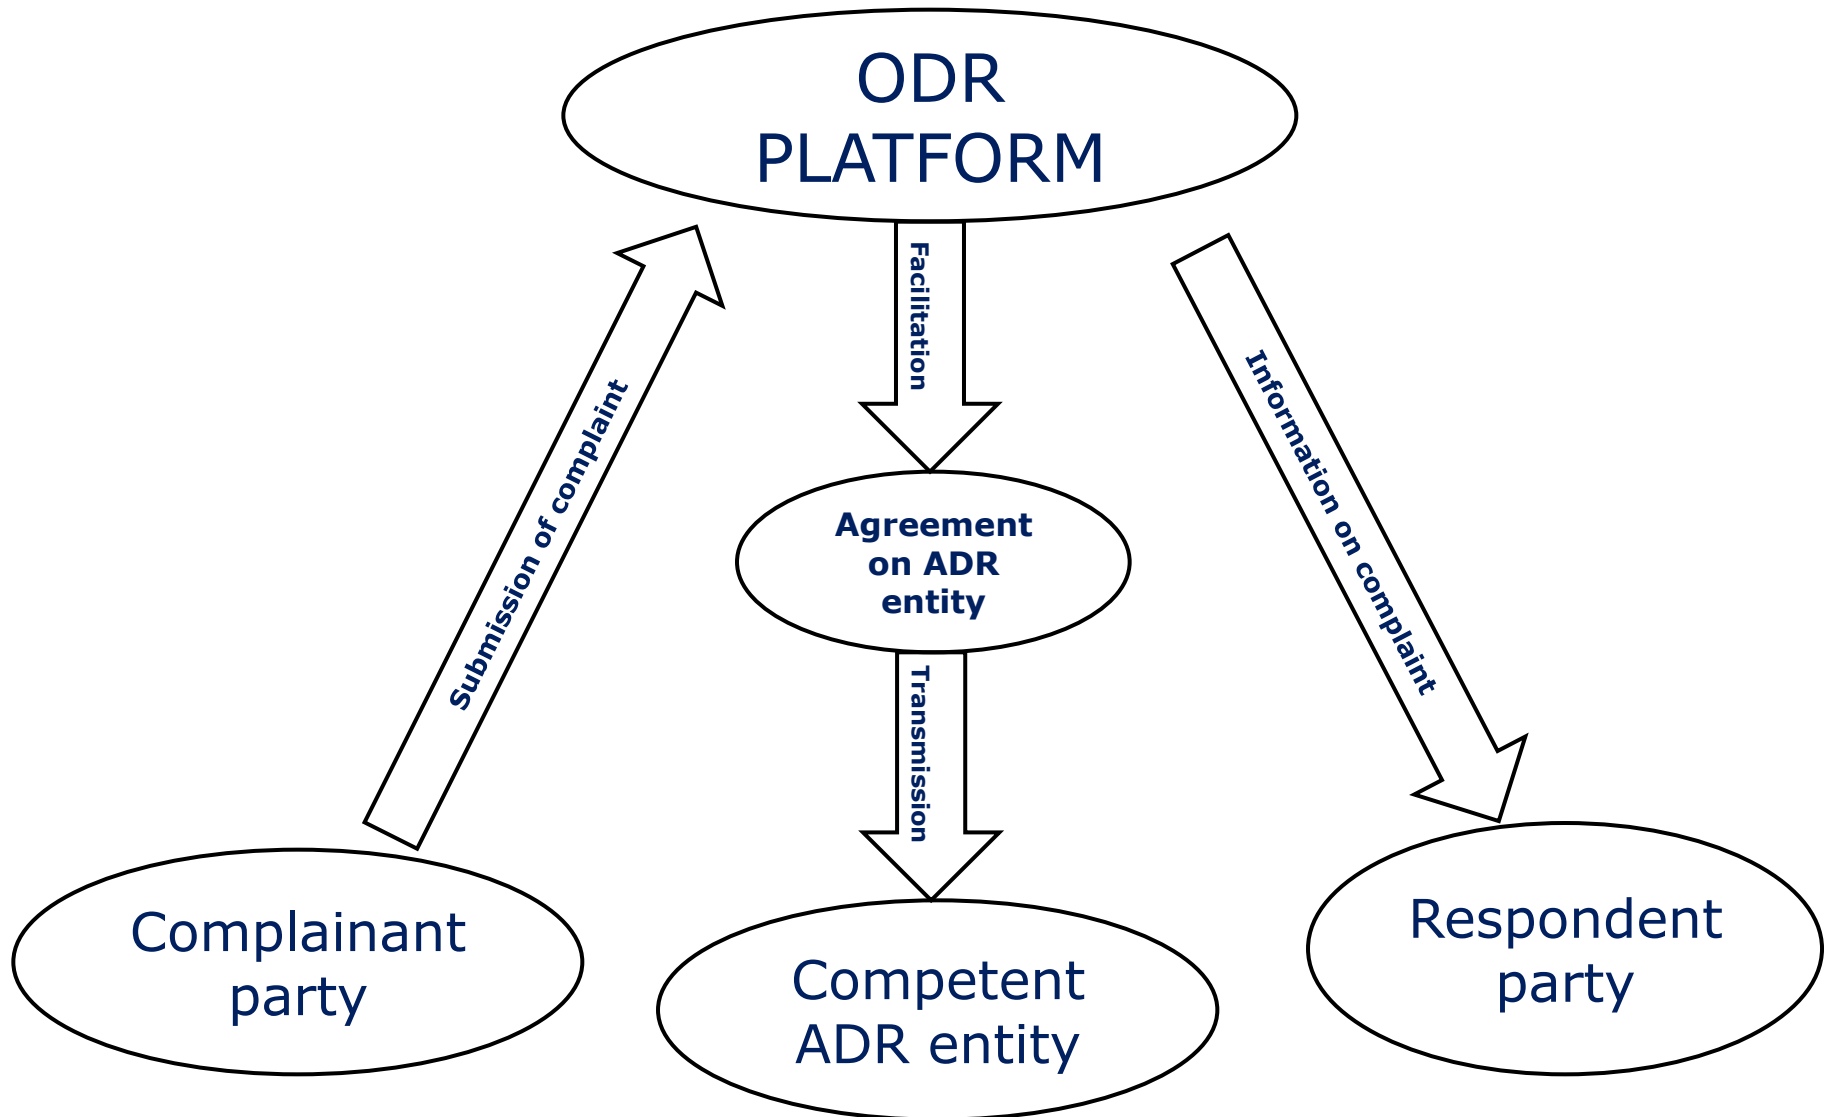 ODR
PLATFORM
Facilitation
Submission of complaint
Information on complaint
Agreement
on ADR
entity
Transmission
Complainant
party
Competent
ADR entity
Respondent
party